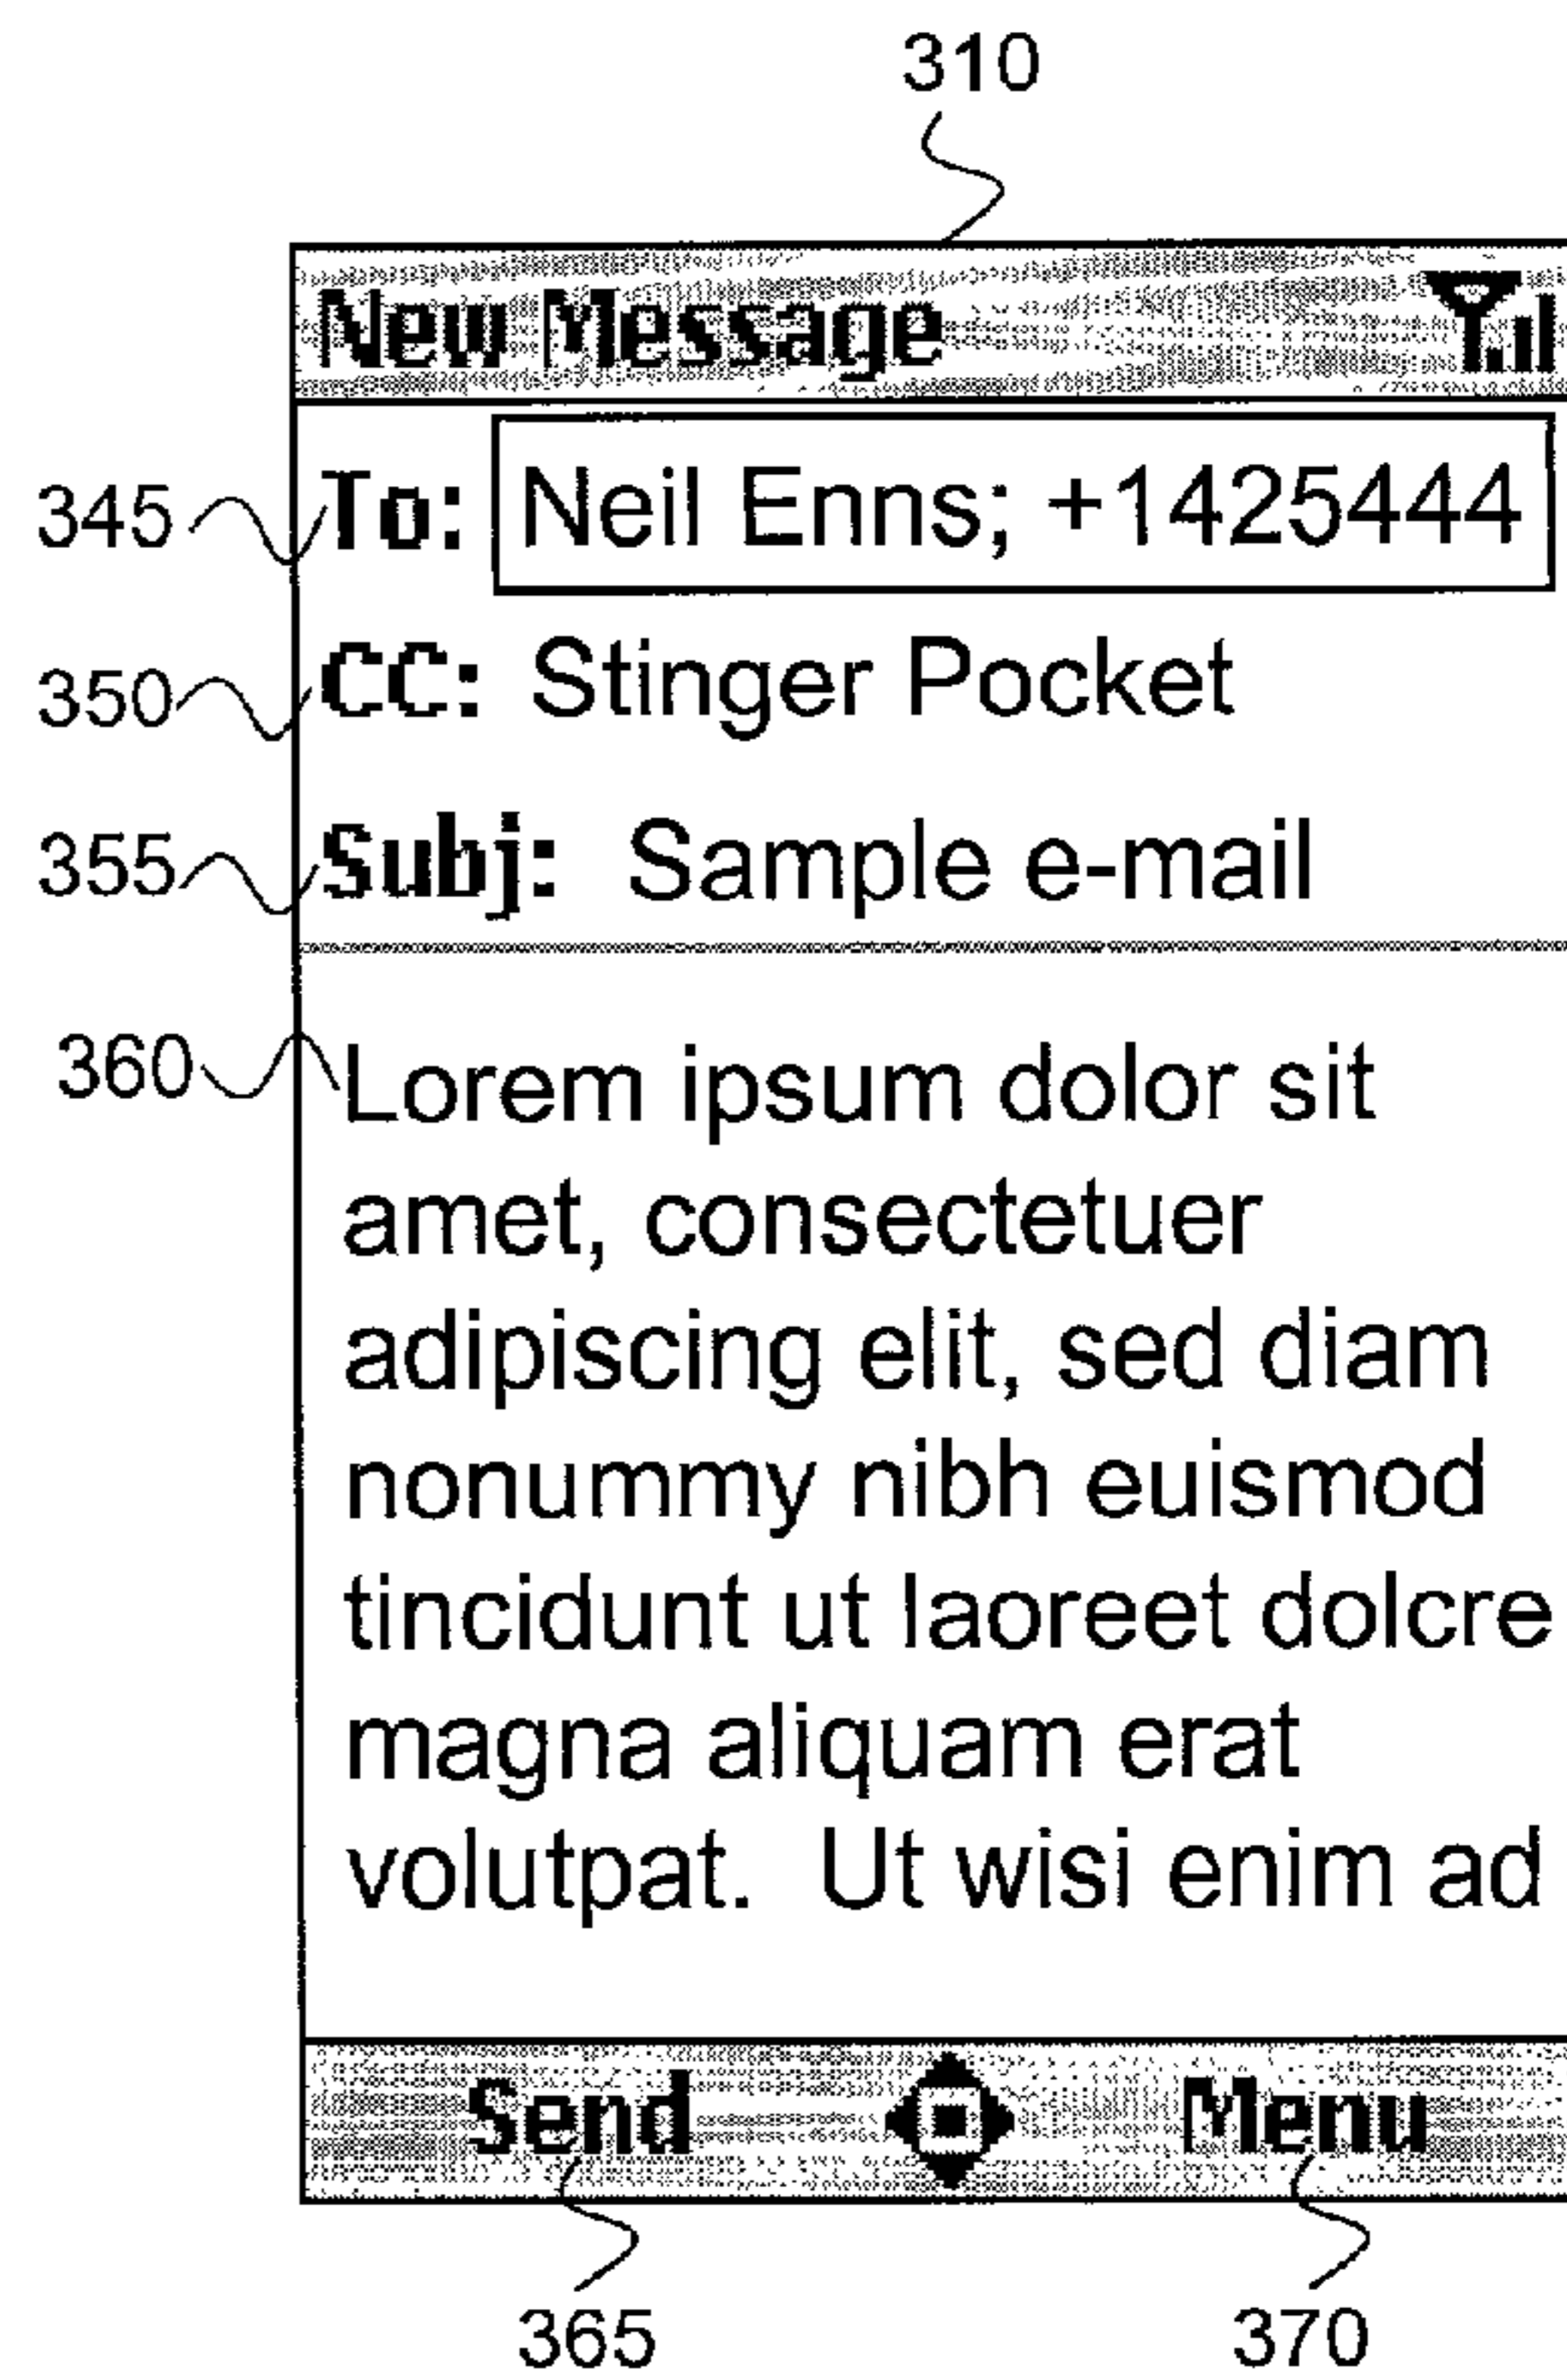 310
New Message
345 To: Neil Enns; +1425444
350 CC: Stinger Pocket
355 Subj: Sample e-mail
360 Lorem ipsum dolor sit
amet, consectetuer
adipiscing elit, sed diam
nonummy nibh euismod
tincidunt ut laoreet dolcre
magna aliquam erat
volutpat. Ut wisi enim ad
Send Menu
365 370